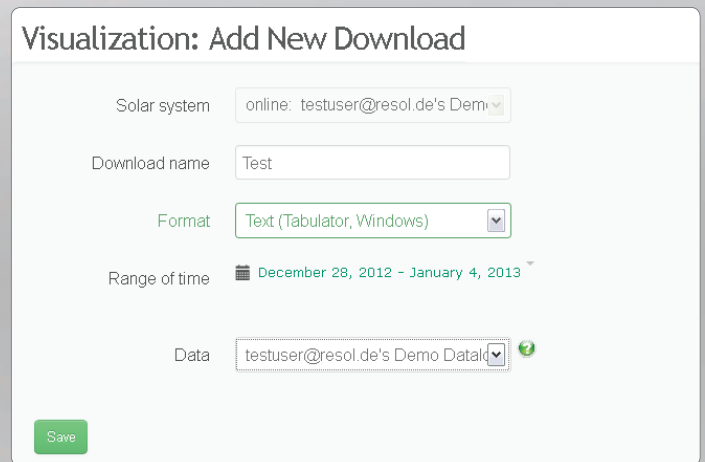 Visualization: Add New Download
Solar system online: testuser@resol.de's Dem
Download name Test
Format Text (Tabulator, Windows)
Range of time December 28, 2012 - January 4, 2013
Data testuser@resol.de's Demo Datalo
Save